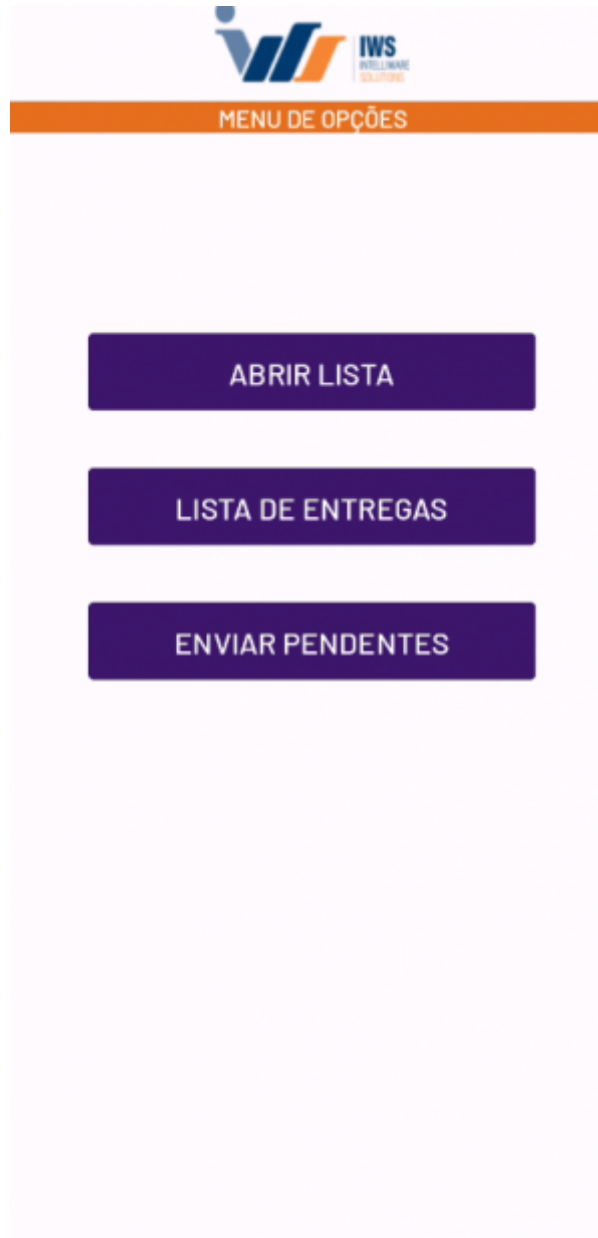 IWS
INTELLIWARE
SOLUTIONS
MENU DE OPÇÕES
ABRIR LISTA
LISTA DE ENTREGAS
ENVIAR PENDENTES